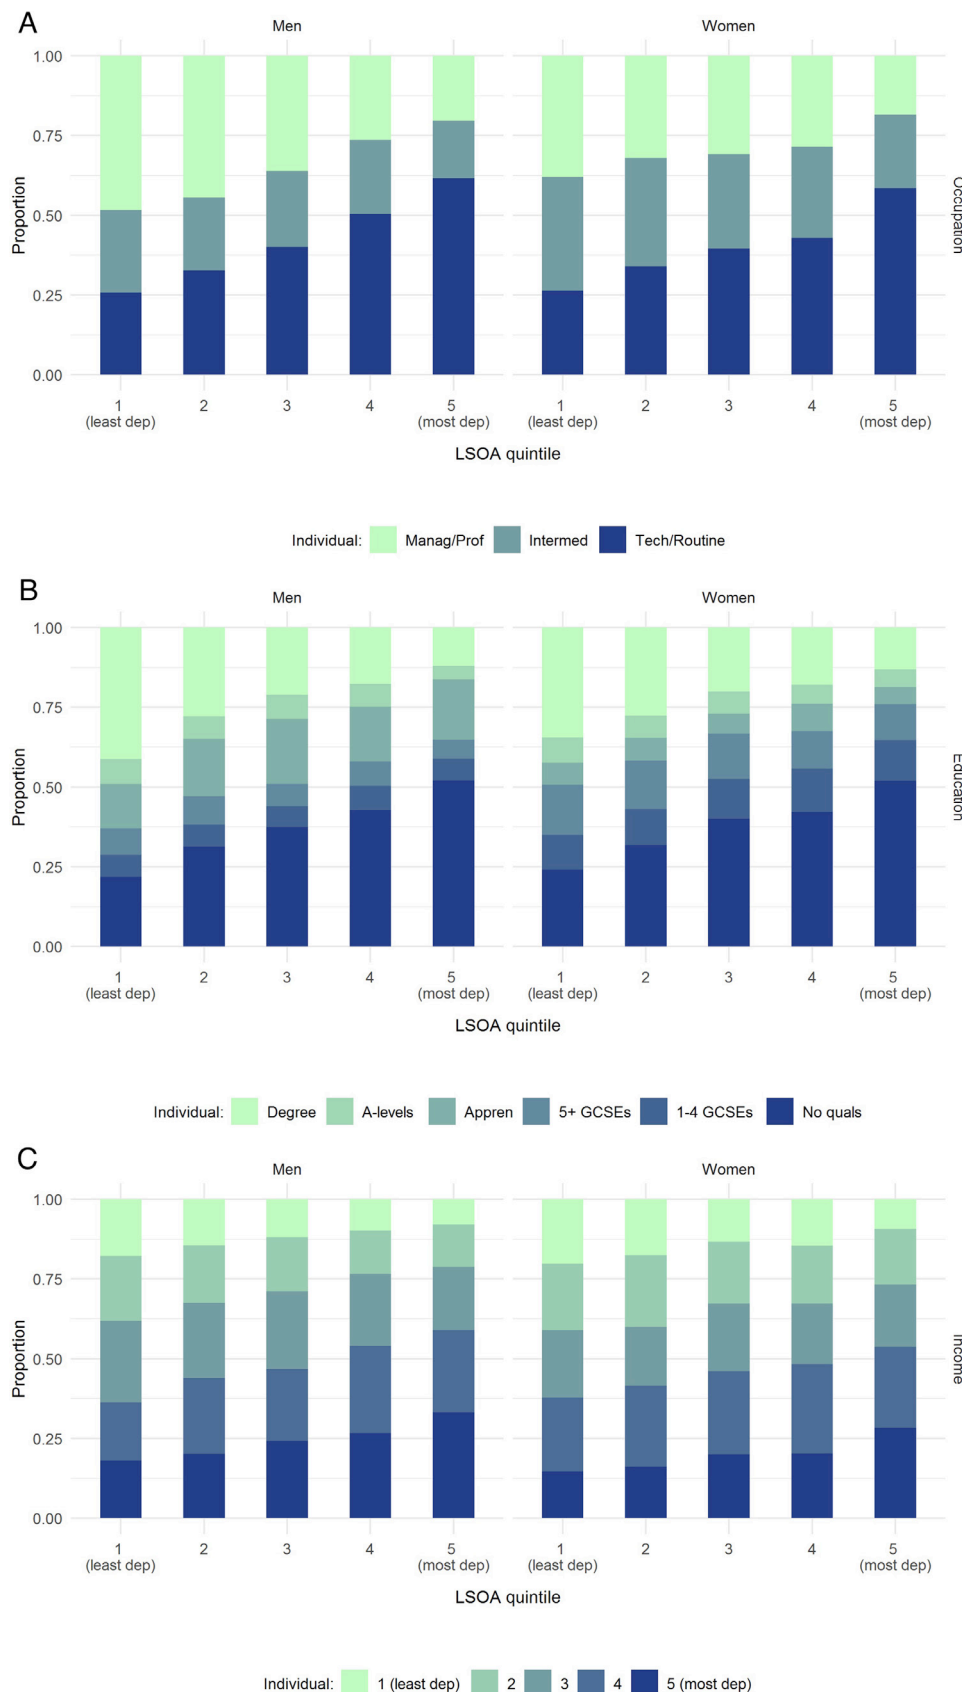 A
Men Women
1.00
0.75
0.50
0.25
0.00
Proportion
Occupation
1 2 3 4 5 1 2 3 4 5
(least dep) (most dep) (least dep) (most dep)
LSOA quintile
Individual: Manag/Prof Intermed Tech/Routine
B
Men Women
1.00
0.75
0.50
0.25
0.00
Proportion
Education
1 2 3 4 5 1 2 3 4 5
(least dep) (most dep) (least dep) (most dep)
LSOA quintile
Individual: Degree A-levels Appren 5+ GCSEs 1-4 GCSEs No quals
C
Men Women
1.00
0.75
0.50
0.25
0.00
Proportion
Income
1 2 3 4 5 1 2 3 4 5
(least dep) (most dep) (least dep) (most dep)
LSOA quintile
Individual: 1 (least dep) 2 3 4 5 (most dep)